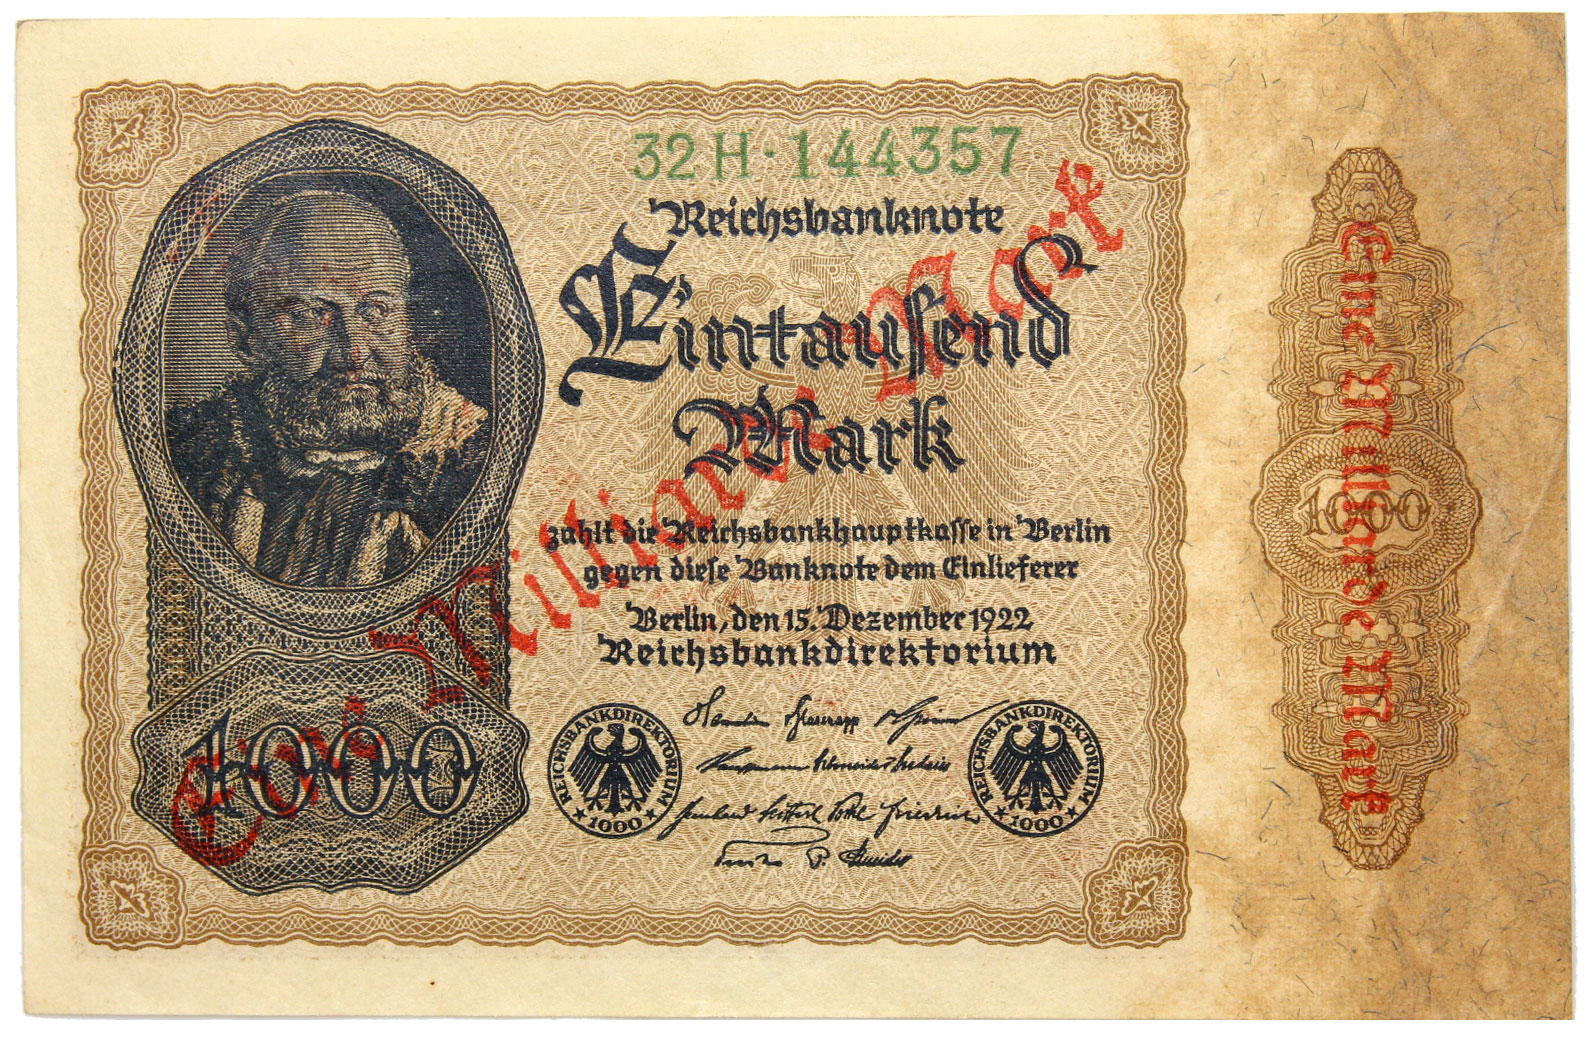 32H·144357
Reichsbanknote
Eintausend
Mark
zahlt die Reichsbankhauptkasse in Berlin
gegen diese Banknote dem Einlieferer
Berlin, den 15. Dezember 1922
Reichsbankdirektorium
1000
REICHSBANKDIREKTORIUM
★ 1000 ★
REICHSBANKDIREKTORIUM
★ 1000 ★
Eine Milliarde Mark
1000
Eine Milliarde Mark